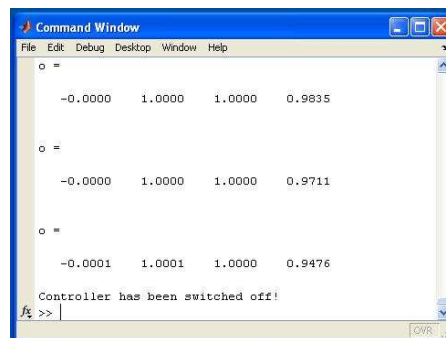 Command Window
File Edit Debug Desktop Window Help
o =
-0.0000 1.0000 1.0000 0.9835
o =
-0.0000 1.0000 1.0000 0.9711
o =
-0.0001 1.0001 1.0000 0.9476
Controller has been switched off!
fx >>
OVR